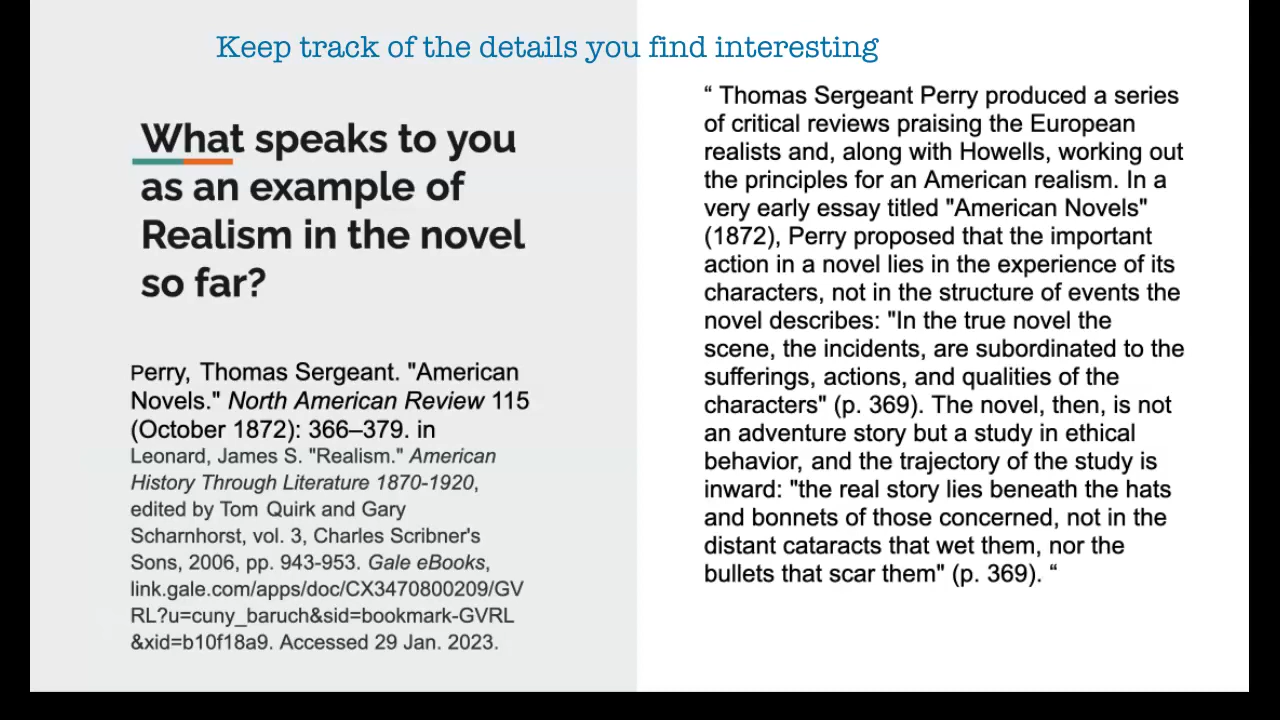 Keep track of the details you find interesting
What speaks to you
as an example of
Realism in the novel
so far?
Perry, Thomas Sergeant. "American
Novels." North American Review 115
(October 1872): 366–379. in
Leonard, James S. "Realism." American
History Through Literature 1870-1920,
edited by Tom Quirk and Gary
Scharnhorst, vol. 3, Charles Scribner's
Sons, 2006, pp. 943-953. Gale eBooks,
link.gale.com/apps/doc/CX3470800209/GV
RL?u=cuny_baruch&sid=bookmark-GVRL
&xid=b10f18a9. Accessed 29 Jan. 2023.
“ Thomas Sergeant Perry produced a series
of critical reviews praising the European
realists and, along with Howells, working out
the principles for an American realism. In a
very early essay titled "American Novels"
(1872), Perry proposed that the important
action in a novel lies in the experience of its
characters, not in the structure of events the
novel describes: "In the true novel the
scene, the incidents, are subordinated to the
sufferings, actions, and qualities of the
characters" (p. 369). The novel, then, is not
an adventure story but a study in ethical
behavior, and the trajectory of the study is
inward: "the real story lies beneath the hats
and bonnets of those concerned, not in the
distant cataracts that wet them, nor the
bullets that scar them" (p. 369). “